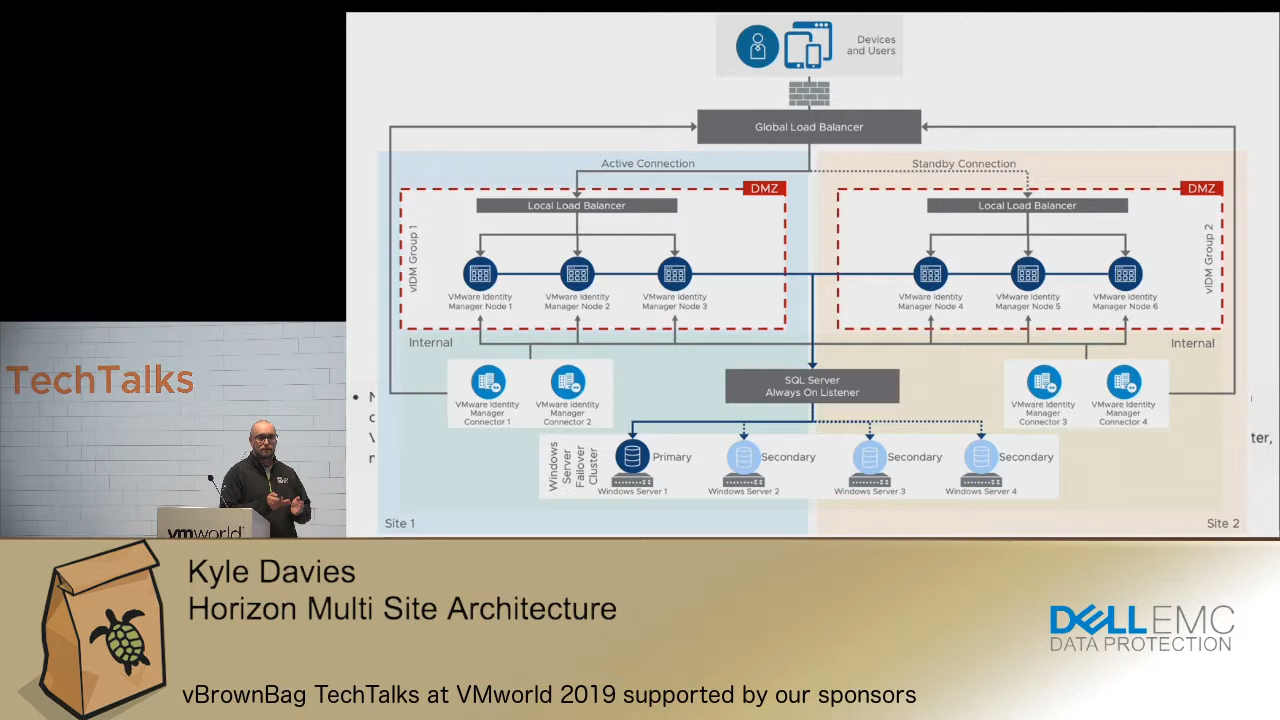 Devices
and Users
Global Load Balancer
Active Connection
Standby Connection
DMZ
DMZ
Local Load Balancer
Local Load Balancer
vIDM Group 1
vIDM Group 2
VMware Identity
Manager Node 1
VMware Identity
Manager Node 2
VMware Identity
Manager Node 3
VMware Identity
Manager Node 4
VMware Identity
Manager Node 5
VMware Identity
Manager Node 6
Internal
Internal
VMware Identity
Manager
Connector 1
VMware Identity
Manager
Connector 2
SQL Server
Always On Listener
VMware Identity
Manager
Connector 3
VMware Identity
Manager
Connector 4
Windows
Server
Failover
Cluster
Primary
Secondary
Secondary
Secondary
Windows Server 1
Windows Server 2
Windows Server 3
Windows Server 4
Site 1
Site 2
TechTalks
vmworld
Kyle Davies
Horizon Multi Site Architecture
DELL EMC
DATA PROTECTION
vBrownBag TechTalks at VMworld 2019 supported by our sponsors